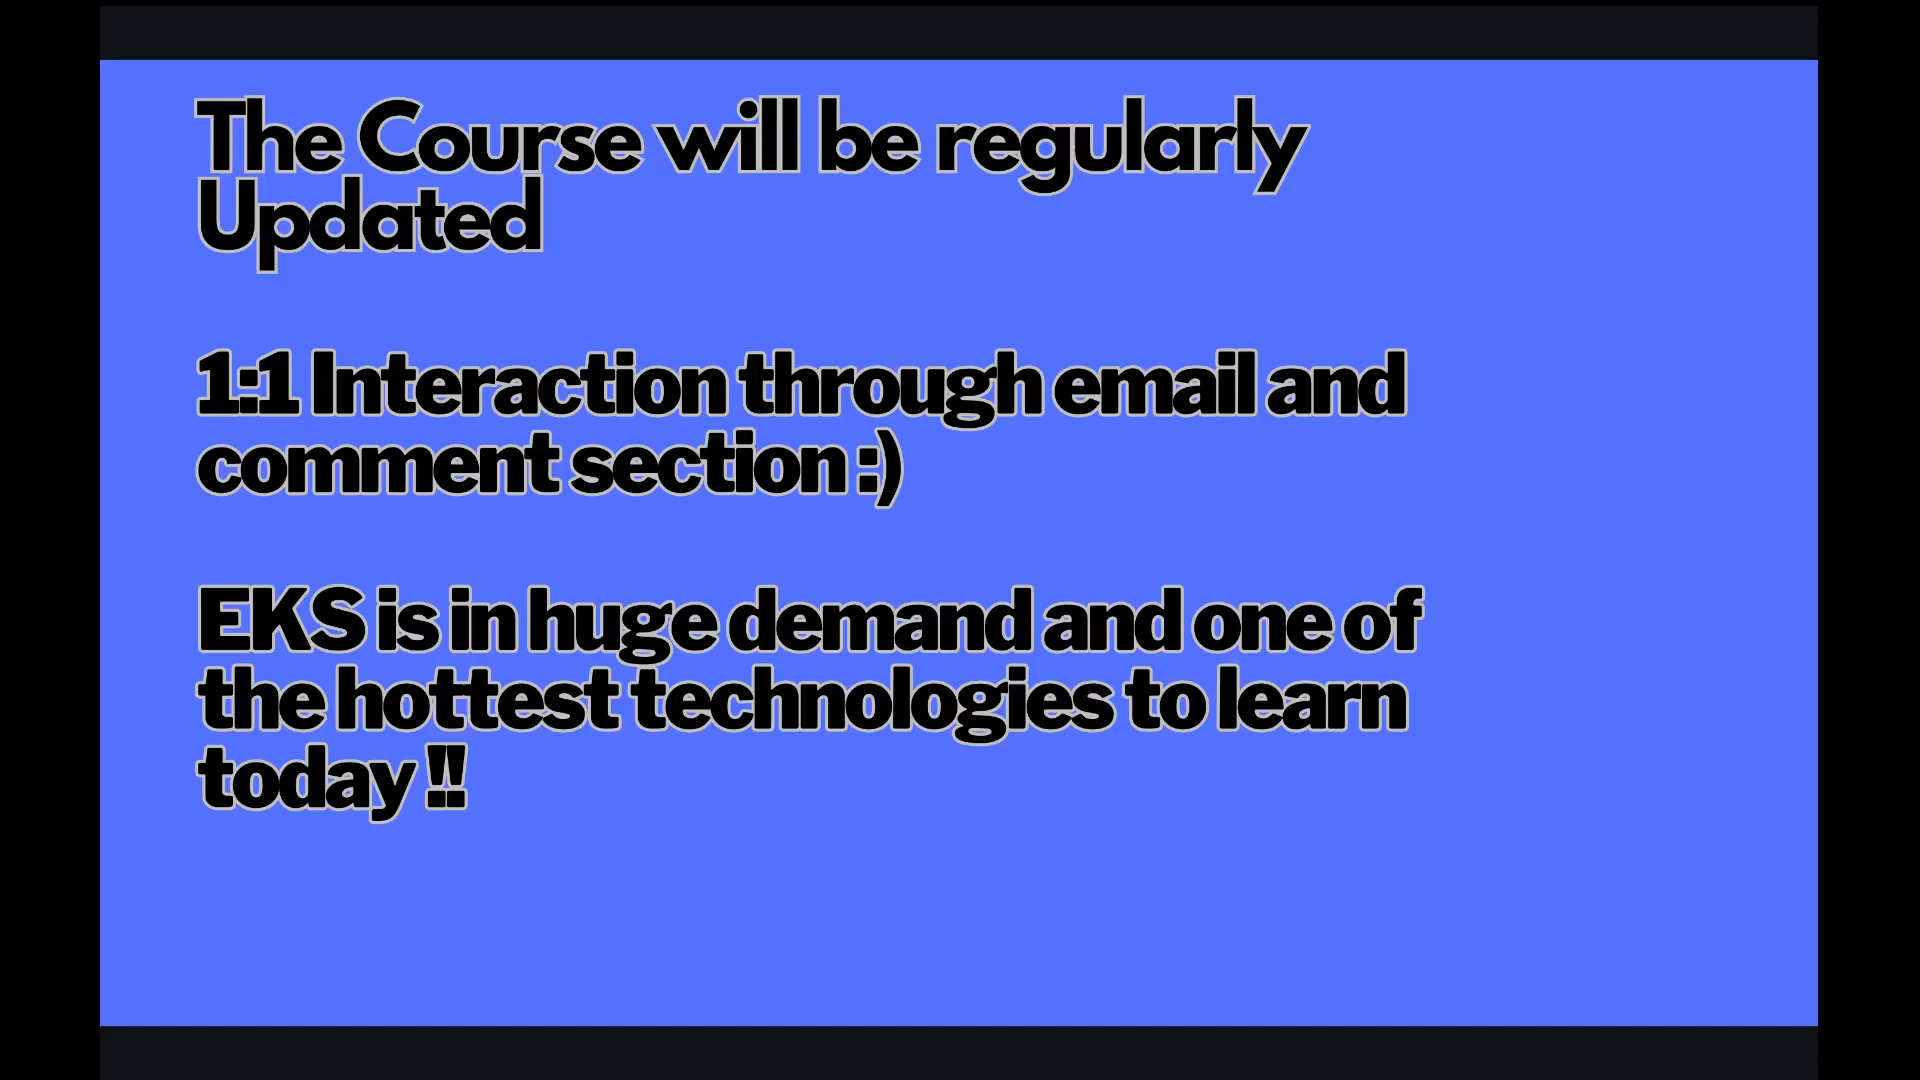 The Course will be regularly
Updated
1:1 Interaction through email and
comment section :)
EKS is in huge demand and one of
the hottest technologies to learn
today !!